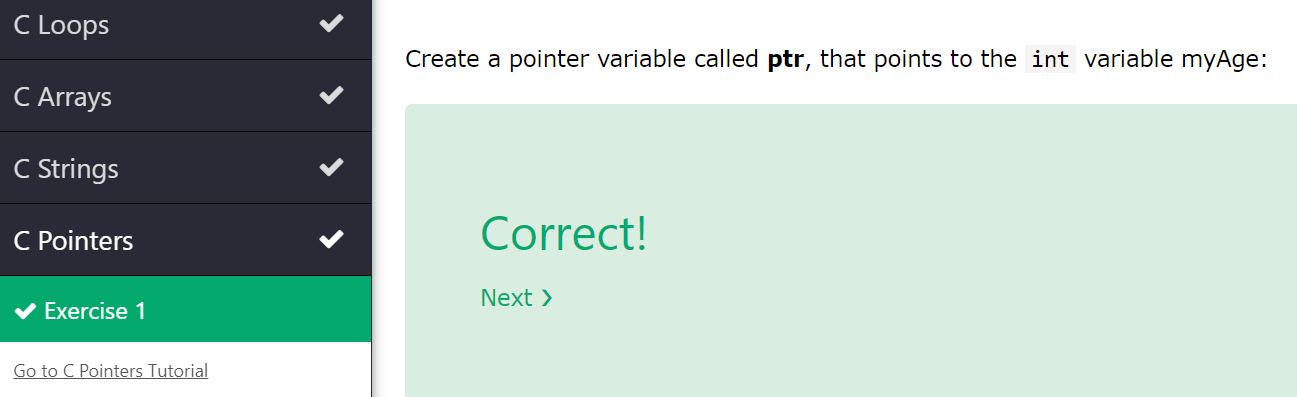 C Loops
C Arrays
C Strings
C Pointers
Exercise 1
Go to C Pointers Tutorial
Create a pointer variable called ptr, that points to the int variable myAge:
Correct!
Next ❯